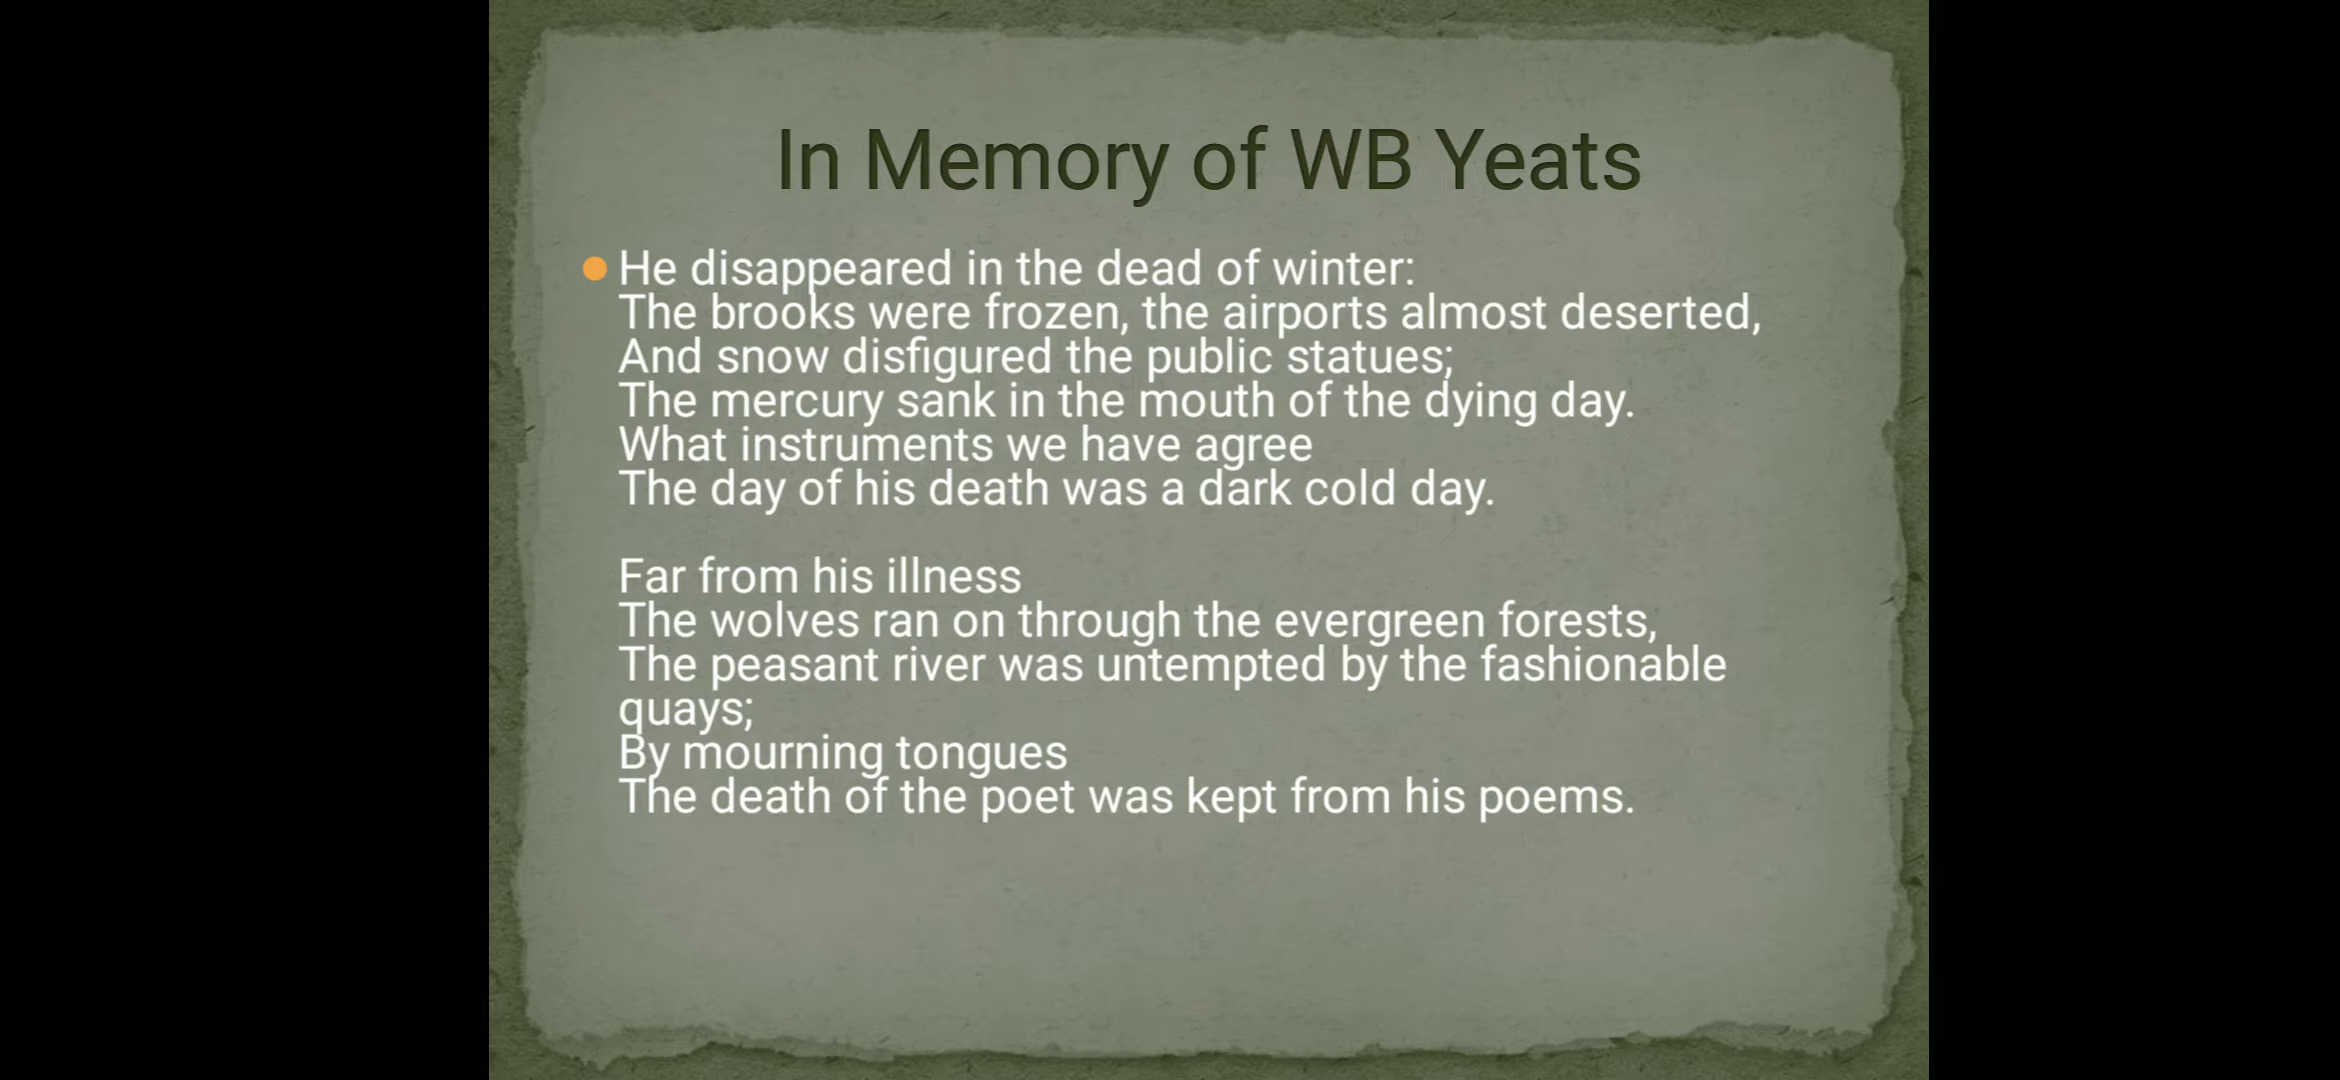 In Memory of WB Yeats
He disappeared in the dead of winter:
The brooks were frozen, the airports almost deserted,
And snow disfigured the public statues;
The mercury sank in the mouth of the dying day.
What instruments we have agree
The day of his death was a dark cold day.
Far from his illness
The wolves ran on through the evergreen forests,
The peasant river was untempted by the fashionable
quays;
By mourning tongues
The death of the poet was kept from his poems.